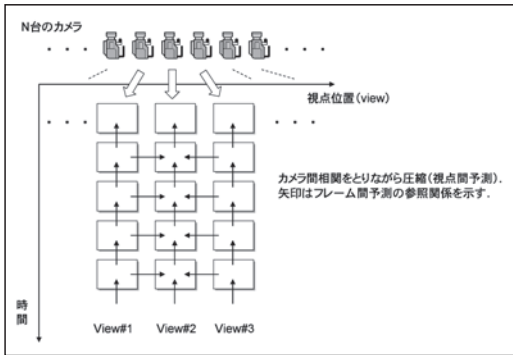 N台のカメラ
・・・ ・・・
視点位置(view)
・・・ ・・・
カメラ間相関をとりながら圧縮(視点間予測).
矢印はフレーム間予測の参照関係を示す.
時間
View#1 View#2 View#3